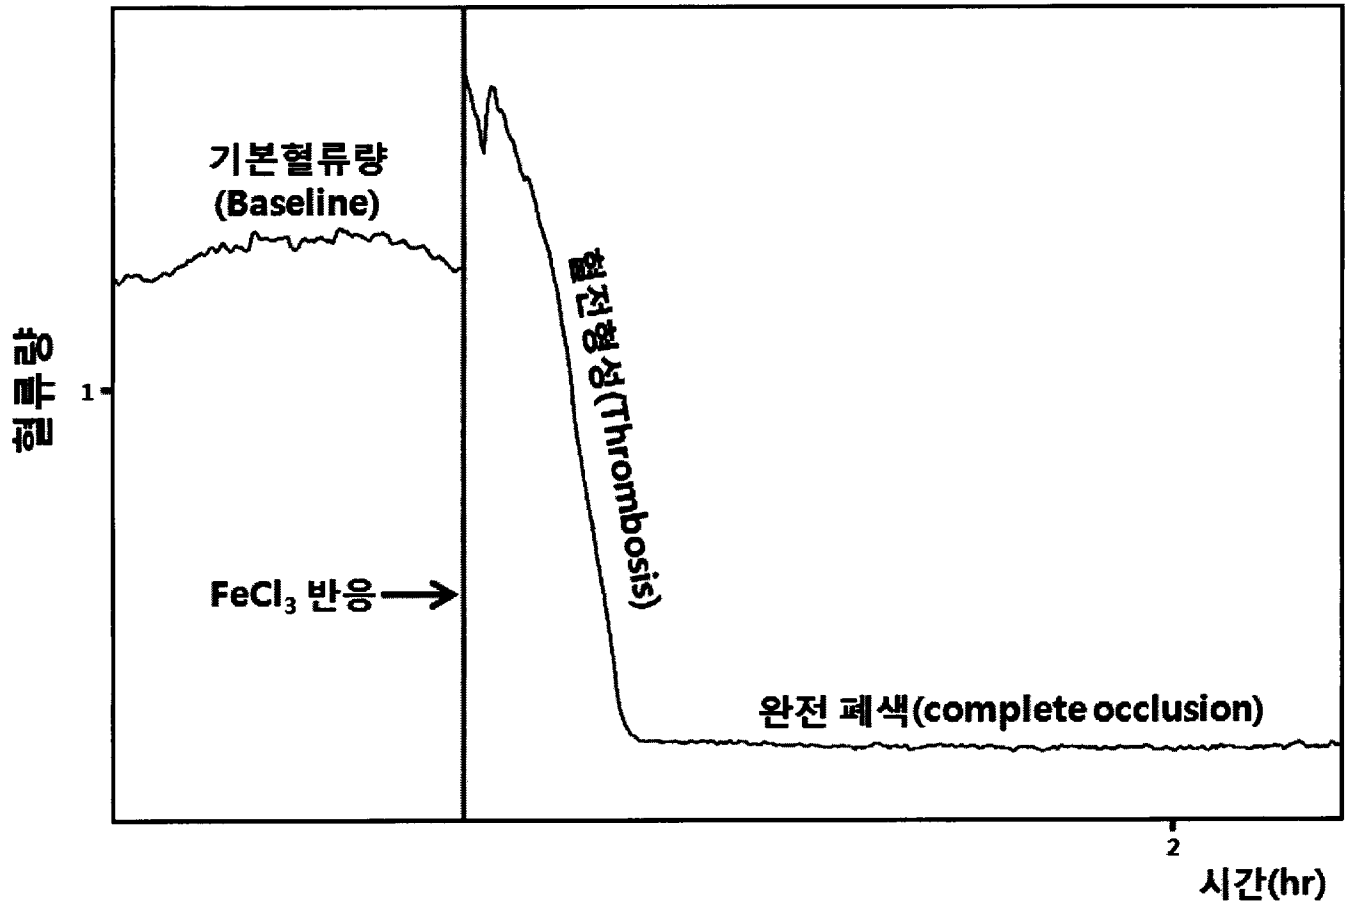 기본혈류량
(Baseline)
혈전형성(Thrombosis)
혈류량
1
FeCl₃ 반응
완전 폐색(complete occlusion)
2
시간(hr)